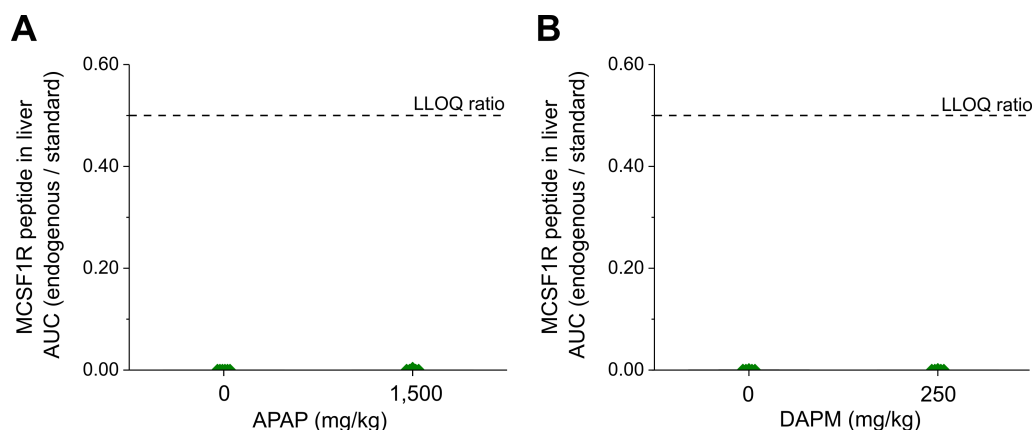 A
MCSF1R peptide in liver
AUC (endogenous / standard)
0.60
0.40
0.20
0.00
LLOQ ratio
0
1,500
APAP (mg/kg)
B
MCSF1R peptide in liver
AUC (endogenous / standard)
0.60
0.40
0.20
0.00
LLOQ ratio
0
250
DAPM (mg/kg)